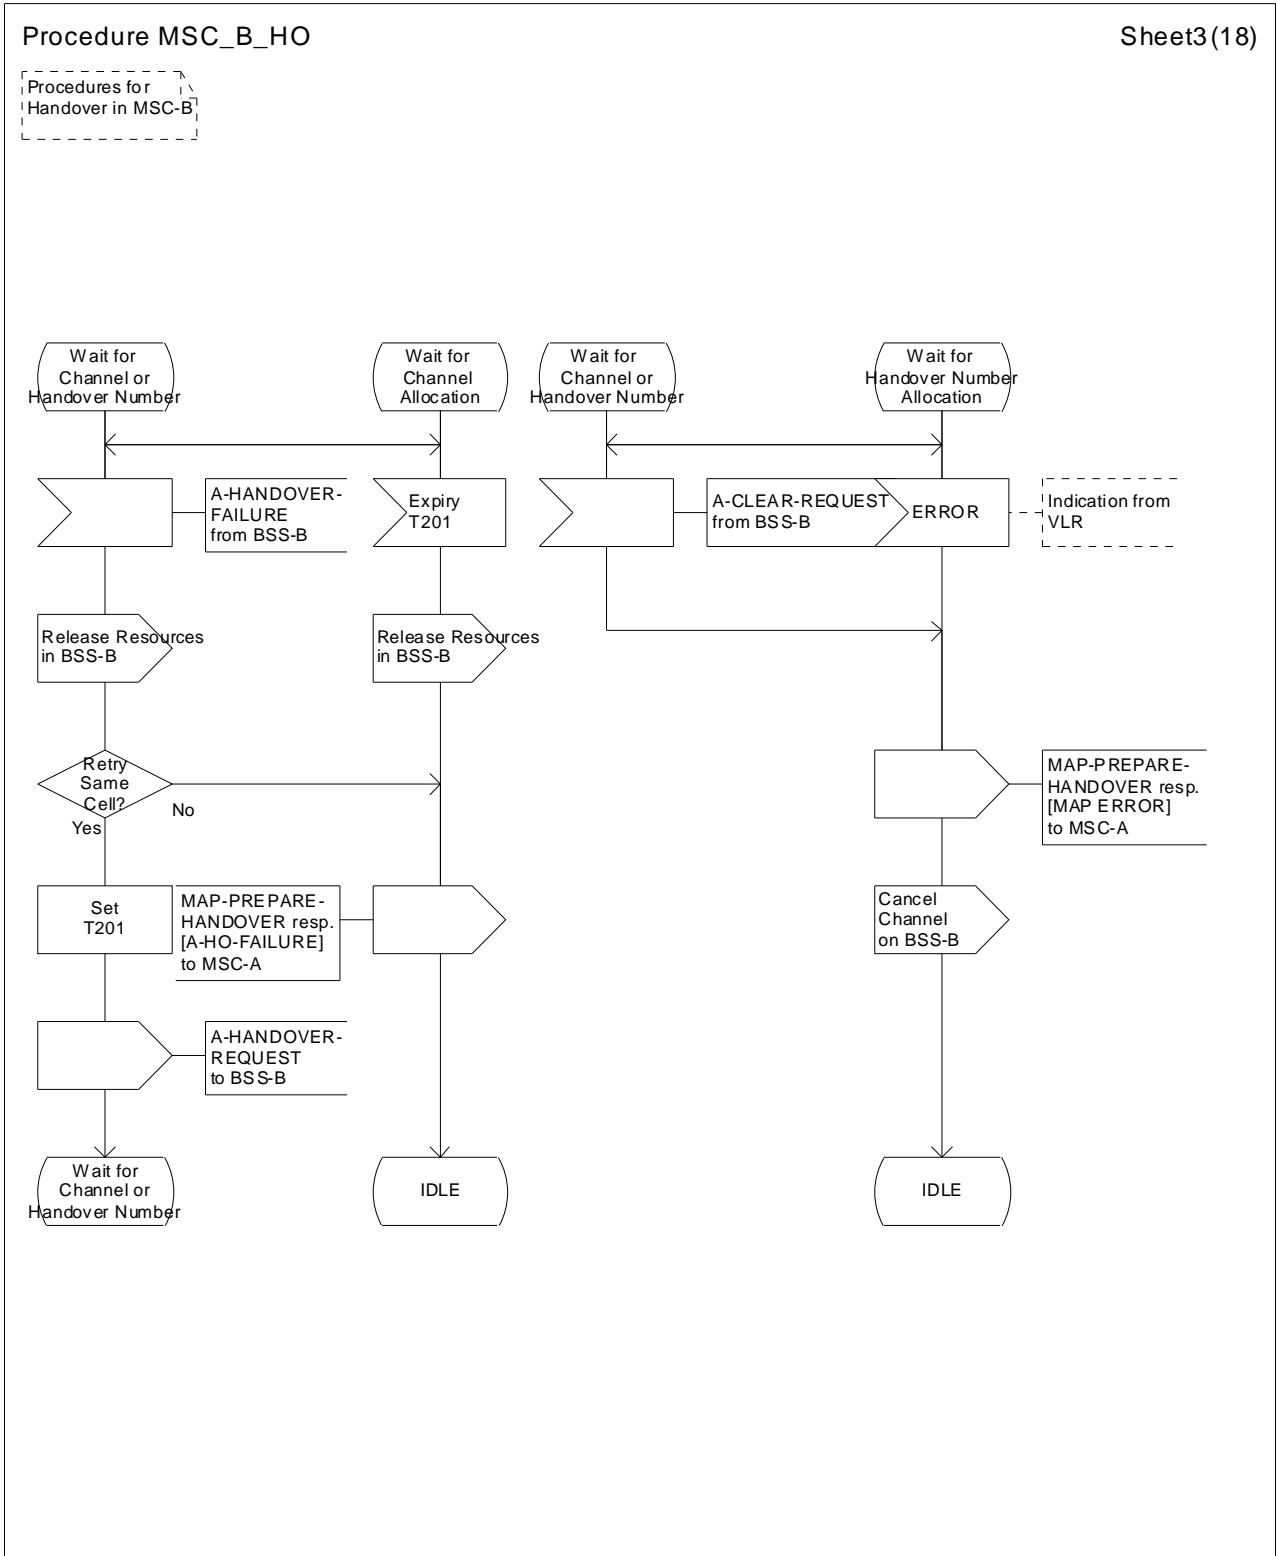 Procedure MSC_B_HO
Sheet3(18)
Procedures for
Handover in MSC-B
Wait for
Channel or
Handover Number
Wait for
Channel
Allocation
Wait for
Channel or
Handover Number
Wait for
Handover Number
Allocation
A-HANDOVER-
FAILURE
from BSS-B
Expiry
T201
A-CLEAR-REQUEST
from BSS-B
ERROR
Indication from
VLR
Release Resources
in BSS-B
Release Resources
in BSS-B
Retry
Same
Cell?
No
Yes
MAP-PREPARE-
HANDOVER resp.
[MAP ERROR]
to MSC-A
Set
T201
MAP-PREPARE-
HANDOVER resp.
[A-HO-FAILURE]
to MSC-A
Cancel
Channel
on BSS-B
A-HANDOVER-
REQUEST
to BSS-B
Wait for
Channel or
Handover Number
IDLE
IDLE